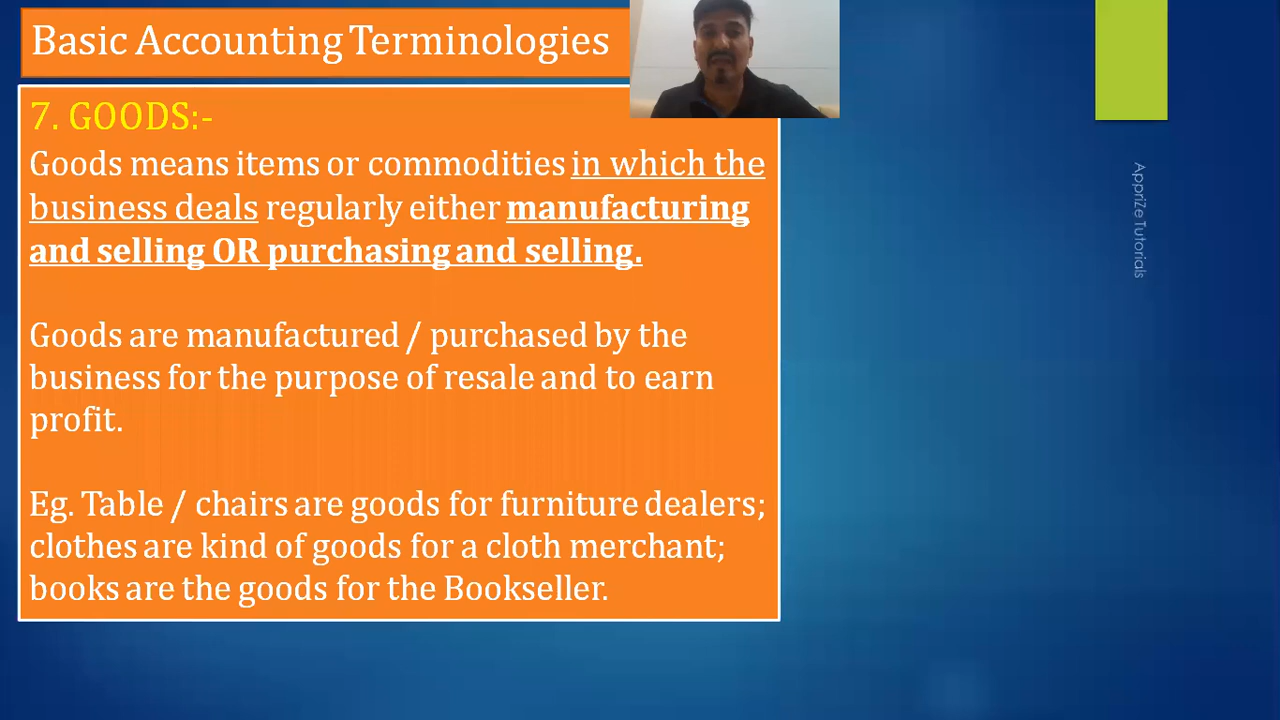 Basic Accounting Terminologies
7. GOODS:-
Goods means items or commodities in which the
business deals regularly either manufacturing
and selling OR purchasing and selling.
Goods are manufactured / purchased by the
business for the purpose of resale and to earn
profit.
Eg. Table / chairs are goods for furniture dealers;
clothes are kind of goods for a cloth merchant;
books are the goods for the Bookseller.
AppriZe Tutorials